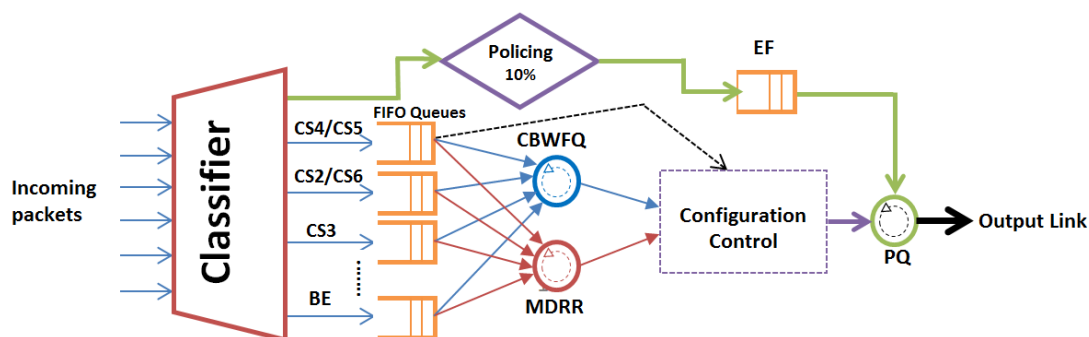 Incoming
packets
Classifier
Policing
10%
EF
FIFO Queues
CS4/CS5
CS2/CS6
CS3
BE
CBWFQ
MDRR
Configuration
Control
PQ
Output Link